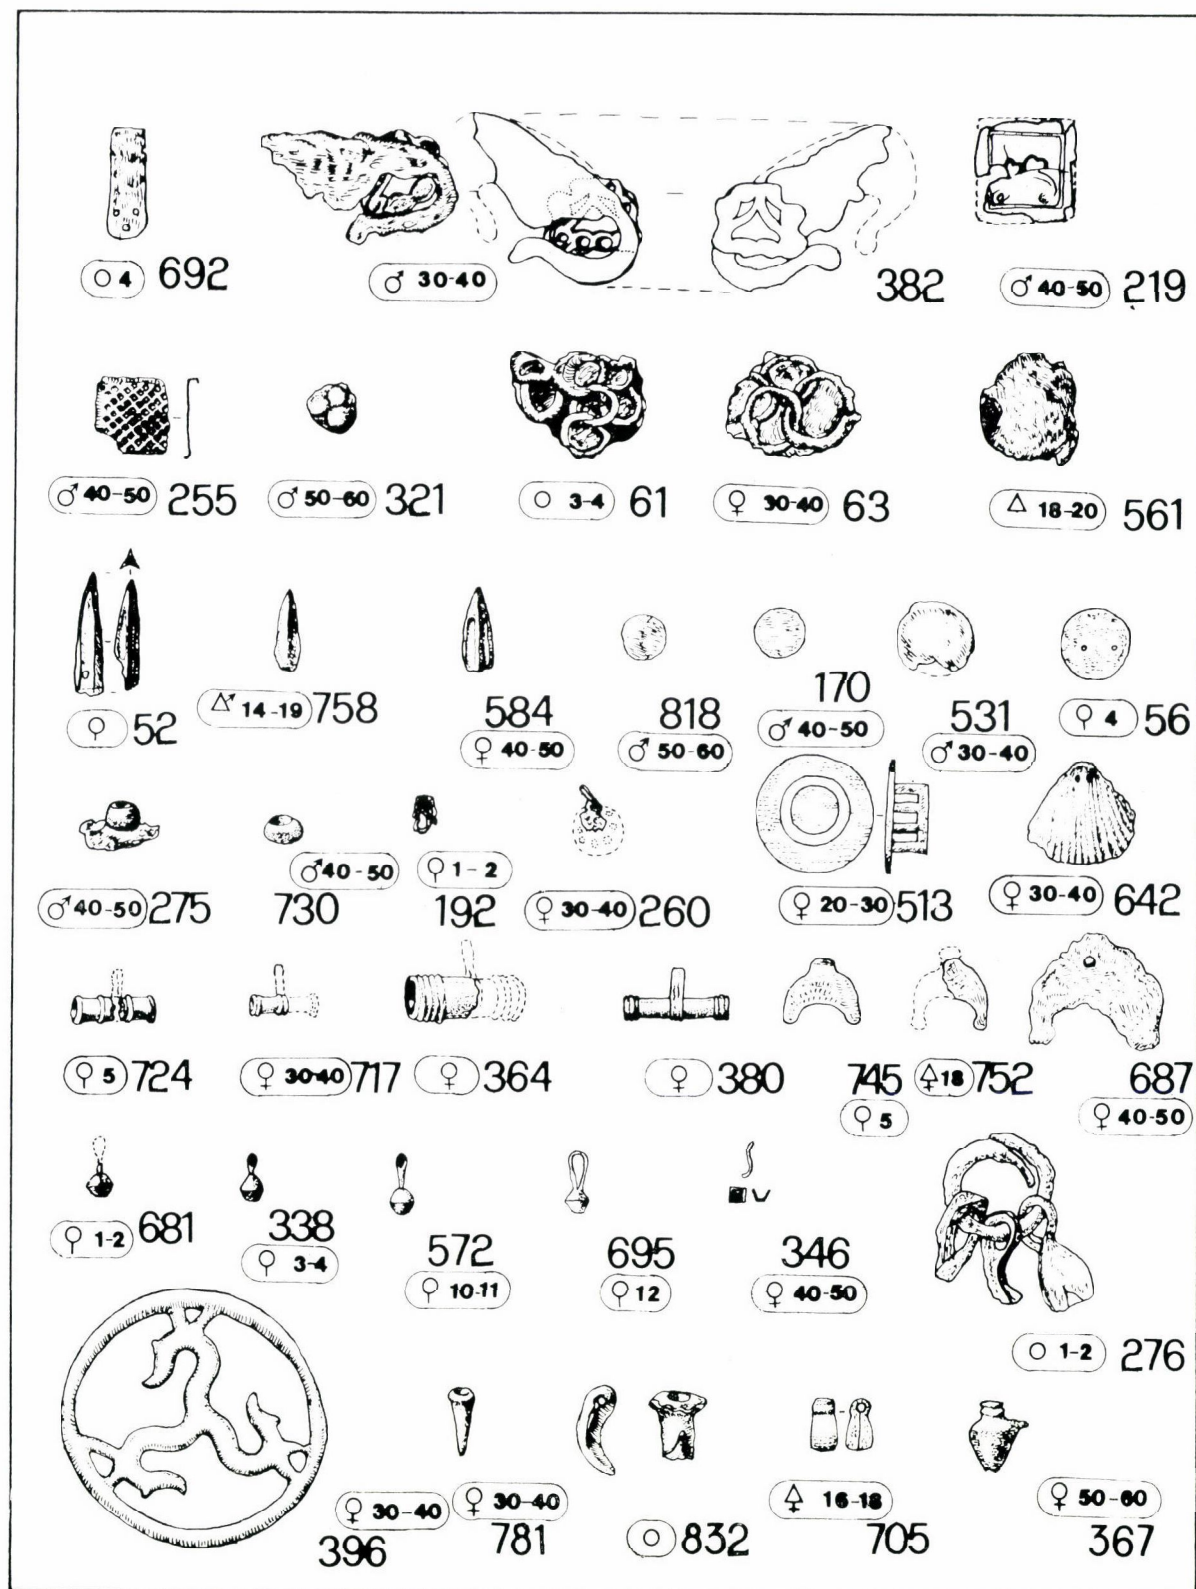 ○ 4 692
♂ 30-40 382
♂ 40-50 219
♂ 40-50 255
♂ 50-60 321
○ 3-4 61
♀ 30-40 63
△ 18-20 561
⚲ 52
14-19 758
584
♀ 40-50
818
♂ 50-60
170
♂ 40-50
531
♂ 30-40
⚲ 4 56
♂ 40-50 275
♂ 40-50
730
⚲ 1-2
192
♀ 30-40 260
♀ 20-30 513
♀ 30-40 642
⚲ 5 724
♀ 30-40 717
♀ 364
♀ 380
745
⚲ 5
18 752
687
♀ 40-50
⚲ 1-2 681
338
⚲ 3-4
572
⚲ 10-11
695
⚲ 12
346
♀ 40-50
○ 1-2 276
♀ 30-40
396
♀ 30-40
781
○ 832
16-18
705
♀ 50-60
367